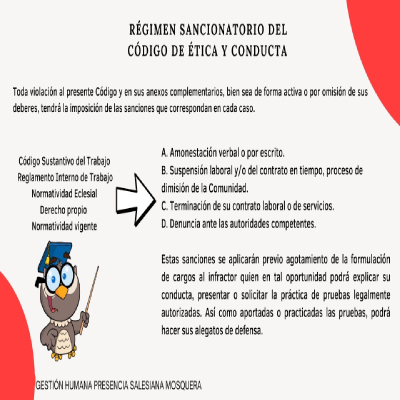 RÉGIMEN SANCIONATORIO DEL
CÓDIGO DE ÉTICA Y CONDUCTA
Toda violación al presente Código y en sus anexos complementarios, bien sea de forma activa o por omisión de sus
deberes, tendrá la imposición de las sanciones que correspondan en cada caso.
Código Sustantivo del Trabajo
Reglamento Interno de Trabajo
Normatividad Eclesial
Derecho propio
Normatividad vigente
A. Amonestación verbal o por escrito.
B. Suspensión laboral y/o del contrato en tiempo, proceso de
dimisión de la Comunidad.
C. Terminación de su contrato laboral o de servicios.
D. Denuncia ante las autoridades competentes.
Estas sanciones se aplicarán previo agotamiento de la formulación
de cargos al infractor quien en tal oportunidad podrá explicar su
conducta, presentar o solicitar la práctica de pruebas legalmente
autorizadas. Así como aportadas o practicadas las pruebas, podrá
hacer sus alegatos de defensa.
GESTIÓN HUMANA PRESENCIA SALESIANA MOSQUERA